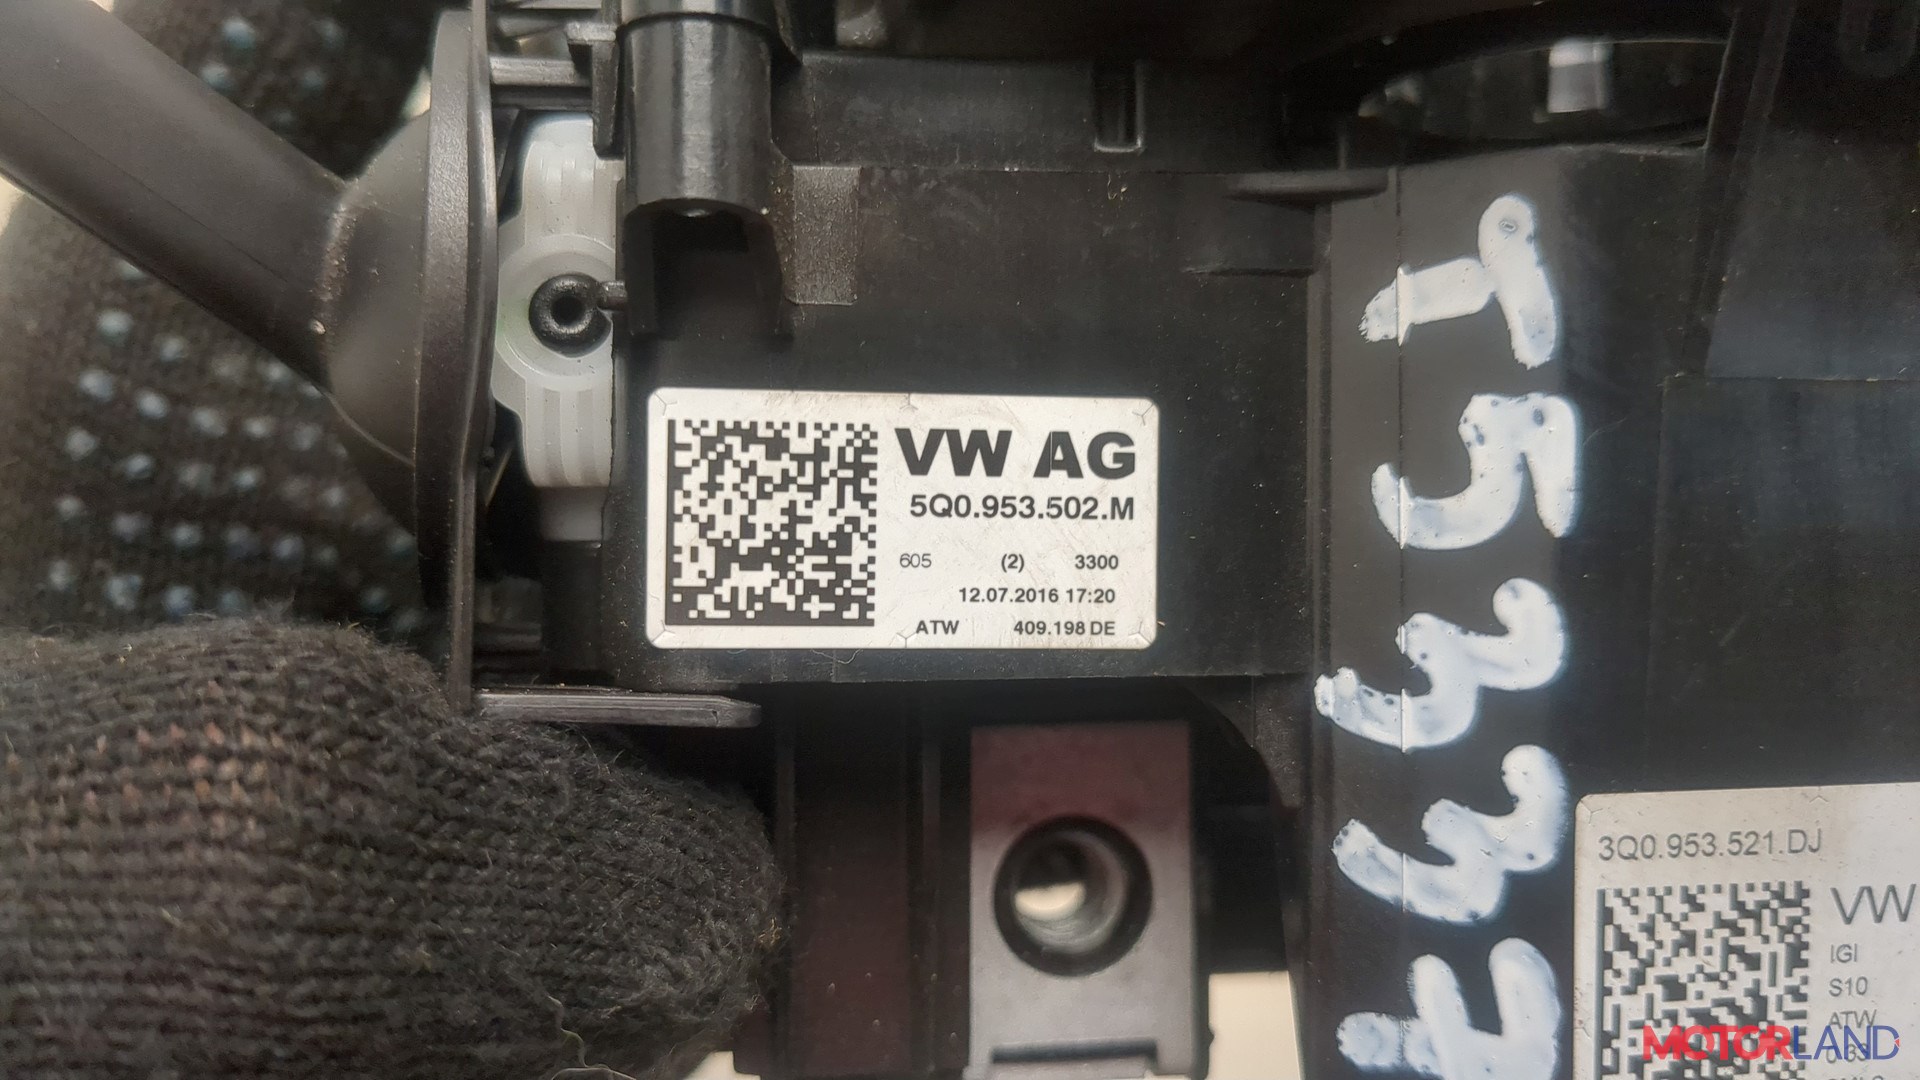 VW AG
5Q0.953.502.M
605 (2) 3300
12.07.2016 17:20
ATW 409.198 DE
3Q0.953.521.DJ
VW
IGI
S10
ATW
MOTORLAND